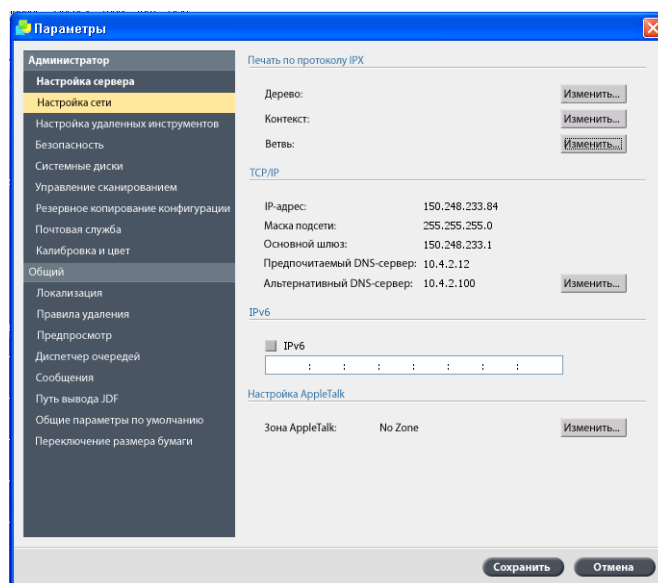 Параметры
Администратор
Настройка сервера
Настройка сети
Настройка удаленных инструментов
Безопасность
Системные диски
Управление сканированием
Резервное копирование конфигурации
Почтовая служба
Калибровка и цвет
Общий
Локализация
Правила удаления
Предпросмотр
Диспетчер очередей
Сообщения
Путь вывода JDF
Общие параметры по умолчанию
Переключение размера бумаги
Печать по протоколу IPX
Дерево: Изменить...
Контекст: Изменить...
Ветвь: Изменить...
TCP/IP
IP-адрес: 150.248.233.84
Маска подсети: 255.255.255.0
Основной шлюз: 150.248.233.1
Предпочитаемый DNS-сервер: 10.4.2.12
Альтернативный DNS-сервер: 10.4.2.100 Изменить...
IPv6
IPv6
: : : : : : :
Настройка AppleTalk
Зона AppleTalk: No Zone Изменить...
Сохранить Отмена